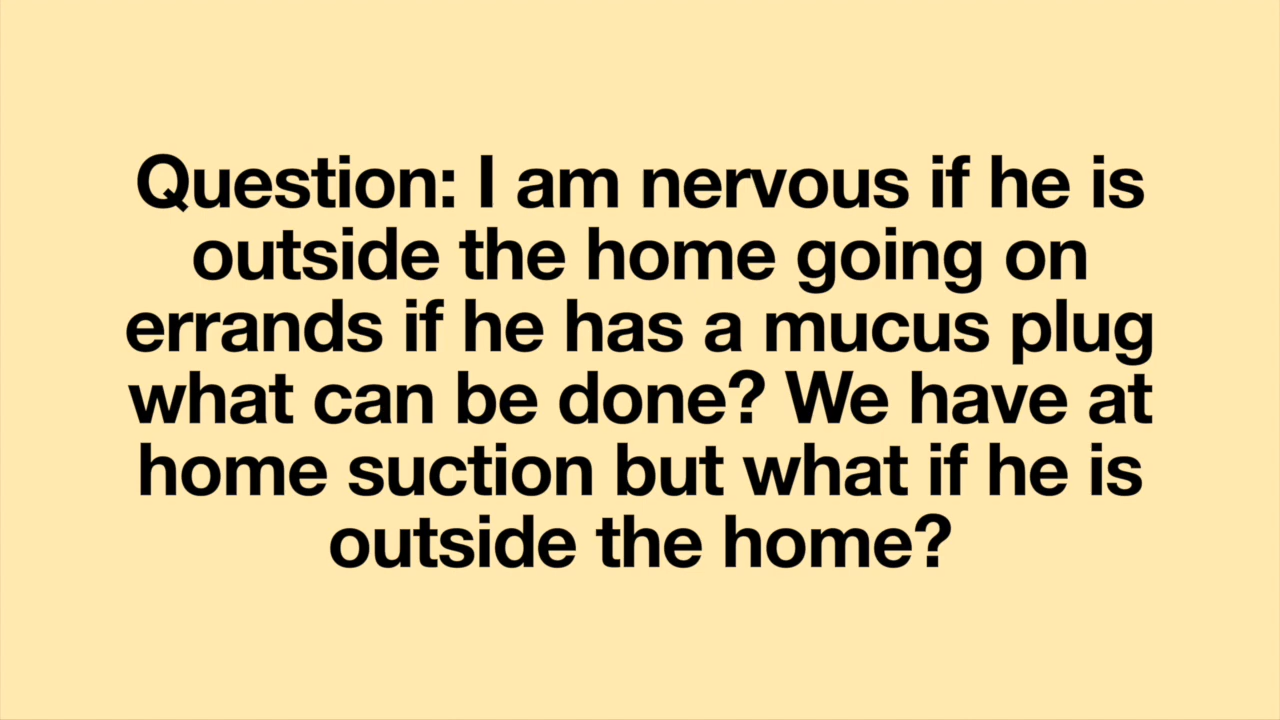 Question: I am nervous if he is
outside the home going on
errands if he has a mucus plug
what can be done? We have at
home suction but what if he is
outside the home?